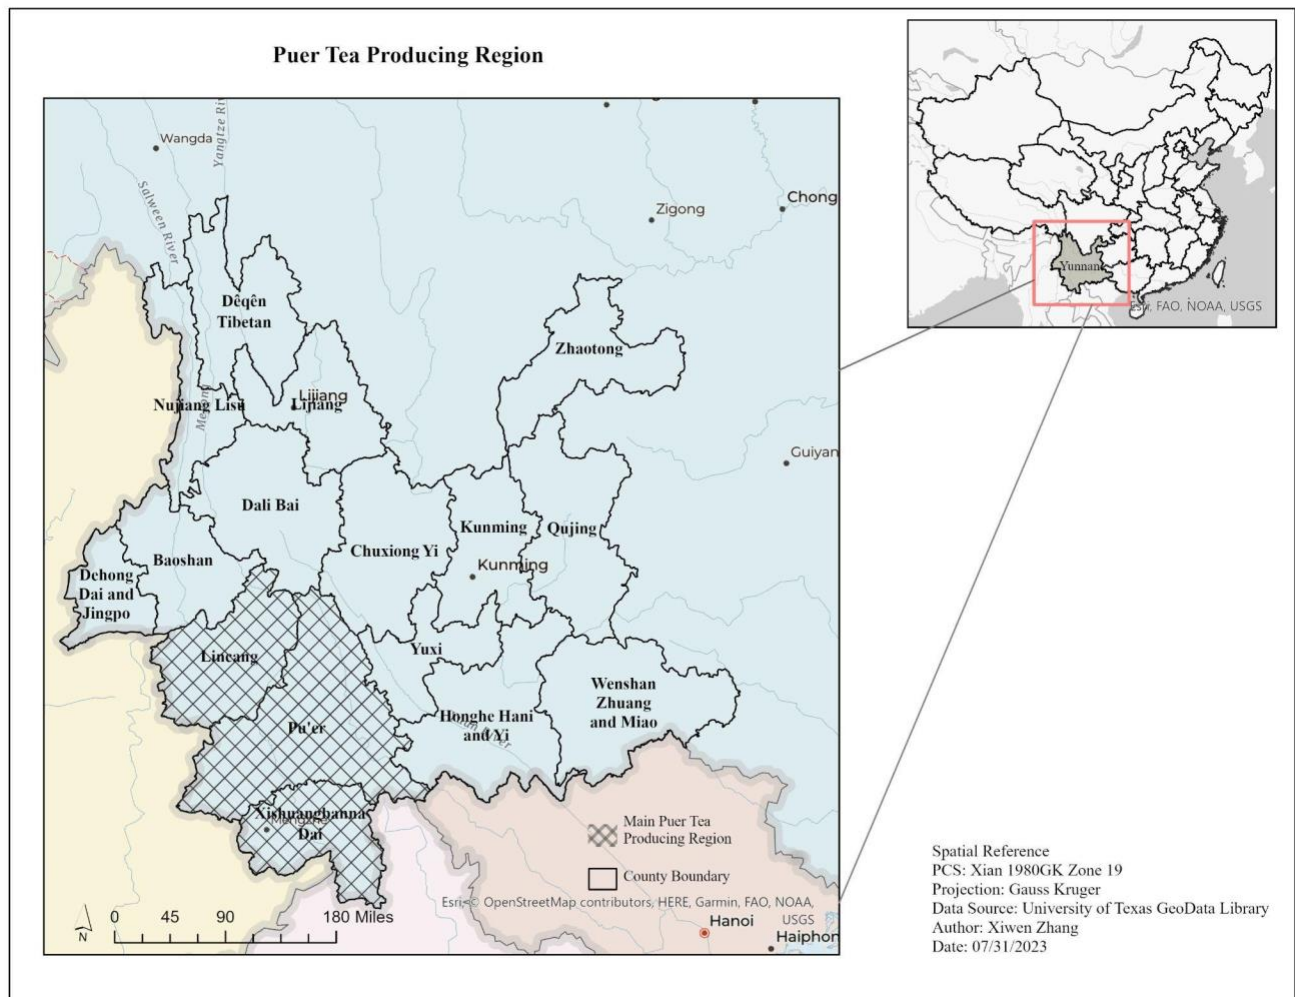 Puer Tea Producing Region
Wangda
Yangtze Riv
Salween River
Zigong
Chong
Dêqên
Tibetan
Zhaotong
Nujiang Lisu
Mekong
Lijiang
Lijiang
Guiyan
Dali Bai
Kunming
Qujing
Chuxiong Yi
Baoshan
Kunming
Dehong
Dai and
Jingpo
Yuxi
Lincang
Wenshan
Zhuang
and Miao
Pu'er
Honghe Hani
and Yi
River
Xishuangbanna
Dai
Mengzhe
Main Puer Tea
Producing Region
County Boundary
Esri, © OpenStreetMap contributors, HERE, Garmin, FAO, NOAA,
USGS
N
0 45 90 180 Miles
Hanoi
Haiphon
Yunnan
Esri, FAO, NOAA, USGS
Spatial Reference
PCS: Xian 1980GK Zone 19
Projection: Gauss Kruger
Data Source: University of Texas GeoData Library
Author: Xiwen Zhang
Date: 07/31/2023